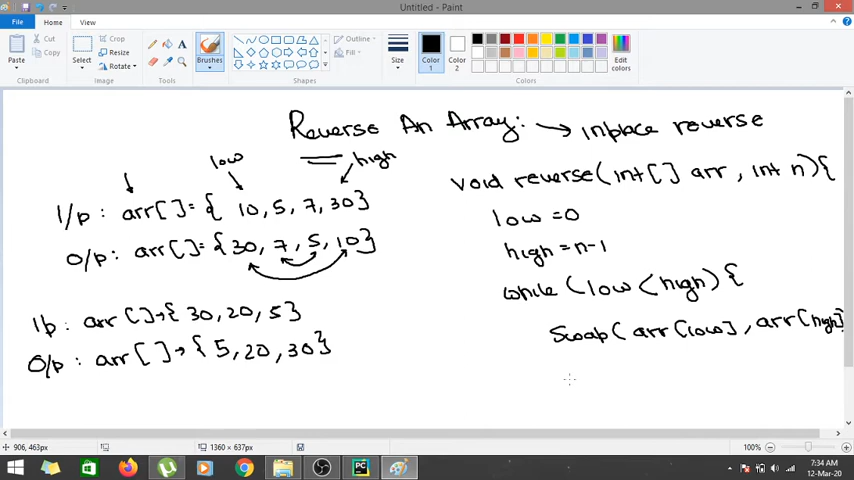 Untitled - Paint
File Home View
Paste
Cut
Copy
Clipboard
Select
Crop
Resize
Rotate
Image
Tools
Brushes
Shapes
Outline
Fill
Size
Color 1
Color 2
Edit colors
Colors
Reverse An Array: → inplace reverse
low high
I/p : arr[]= { 10, 5, 7, 30}
O/p : arr[]= {30, 7, 5, 10}
Ip : arr[]→{ 30, 20, 5}
O/p : arr[]→ { 5, 20, 30}
void reverse(int[] arr, int n){
low =0
high =n-1
while (low < high) {
Swap( arr[low], arr[high]
906, 463px
1360 × 637px
100%
PC
7:34 AM
12-Mar-20